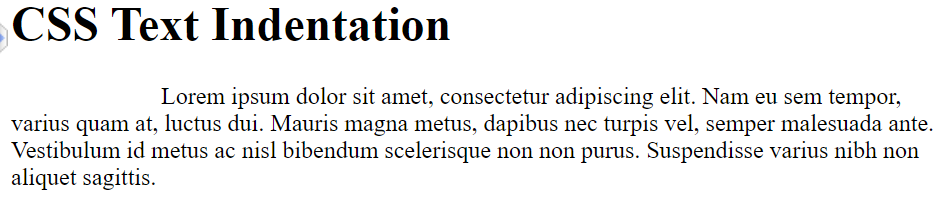 CSS Text Indentation
Lorem ipsum dolor sit amet, consectetur adipiscing elit. Nam eu sem tempor,
varius quam at, luctus dui. Mauris magna metus, dapibus nec turpis vel, semper malesuada ante.
Vestibulum id metus ac nisl bibendum scelerisque non non purus. Suspendisse varius nibh non
aliquet sagittis.